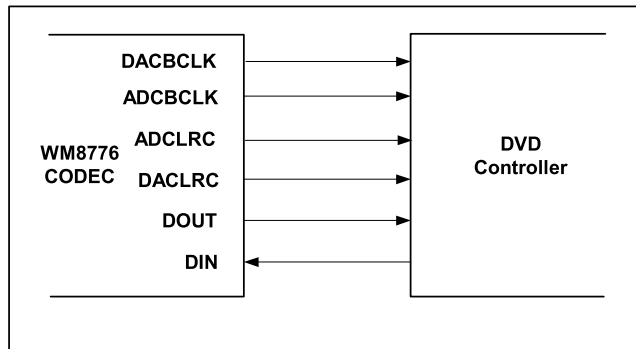 DACBCLK
ADCBCLK
ADCLRC
WM8776
CODEC
DACLRC
DOUT
DIN
DVD
Controller